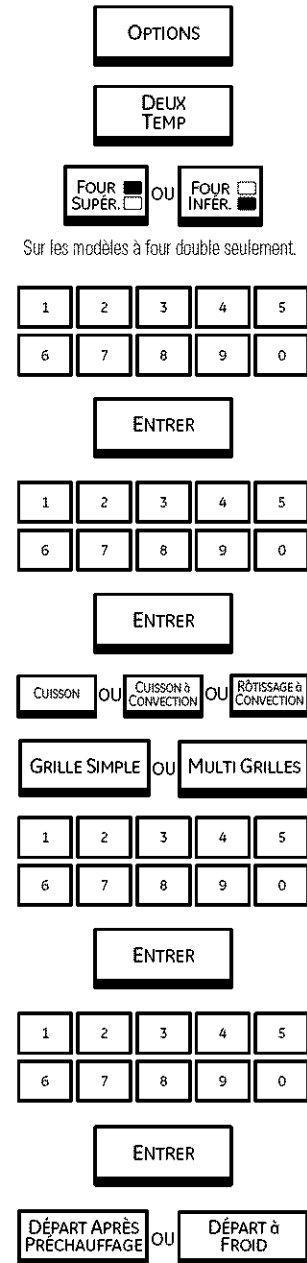 OPTIONS
DEUX
TEMP
FOUR OU FOUR
SUPÉR. INFÉR.
Sur les modèles à four double seulement.
1 2 3 4 5
6 7 8 9 0
ENTRER
1 2 3 4 5
6 7 8 9 0
ENTRER
CUISSON OU CUISSON à CONVECTION OU RÔTISSAGE à CONVECTION
GRILLE SIMPLE OU MULTI GRILLES
1 2 3 4 5
6 7 8 9 0
ENTRER
1 2 3 4 5
6 7 8 9 0
ENTRER
DÉPART APRÈS PRÉCHAUFFAGE OU DÉPART à FROID